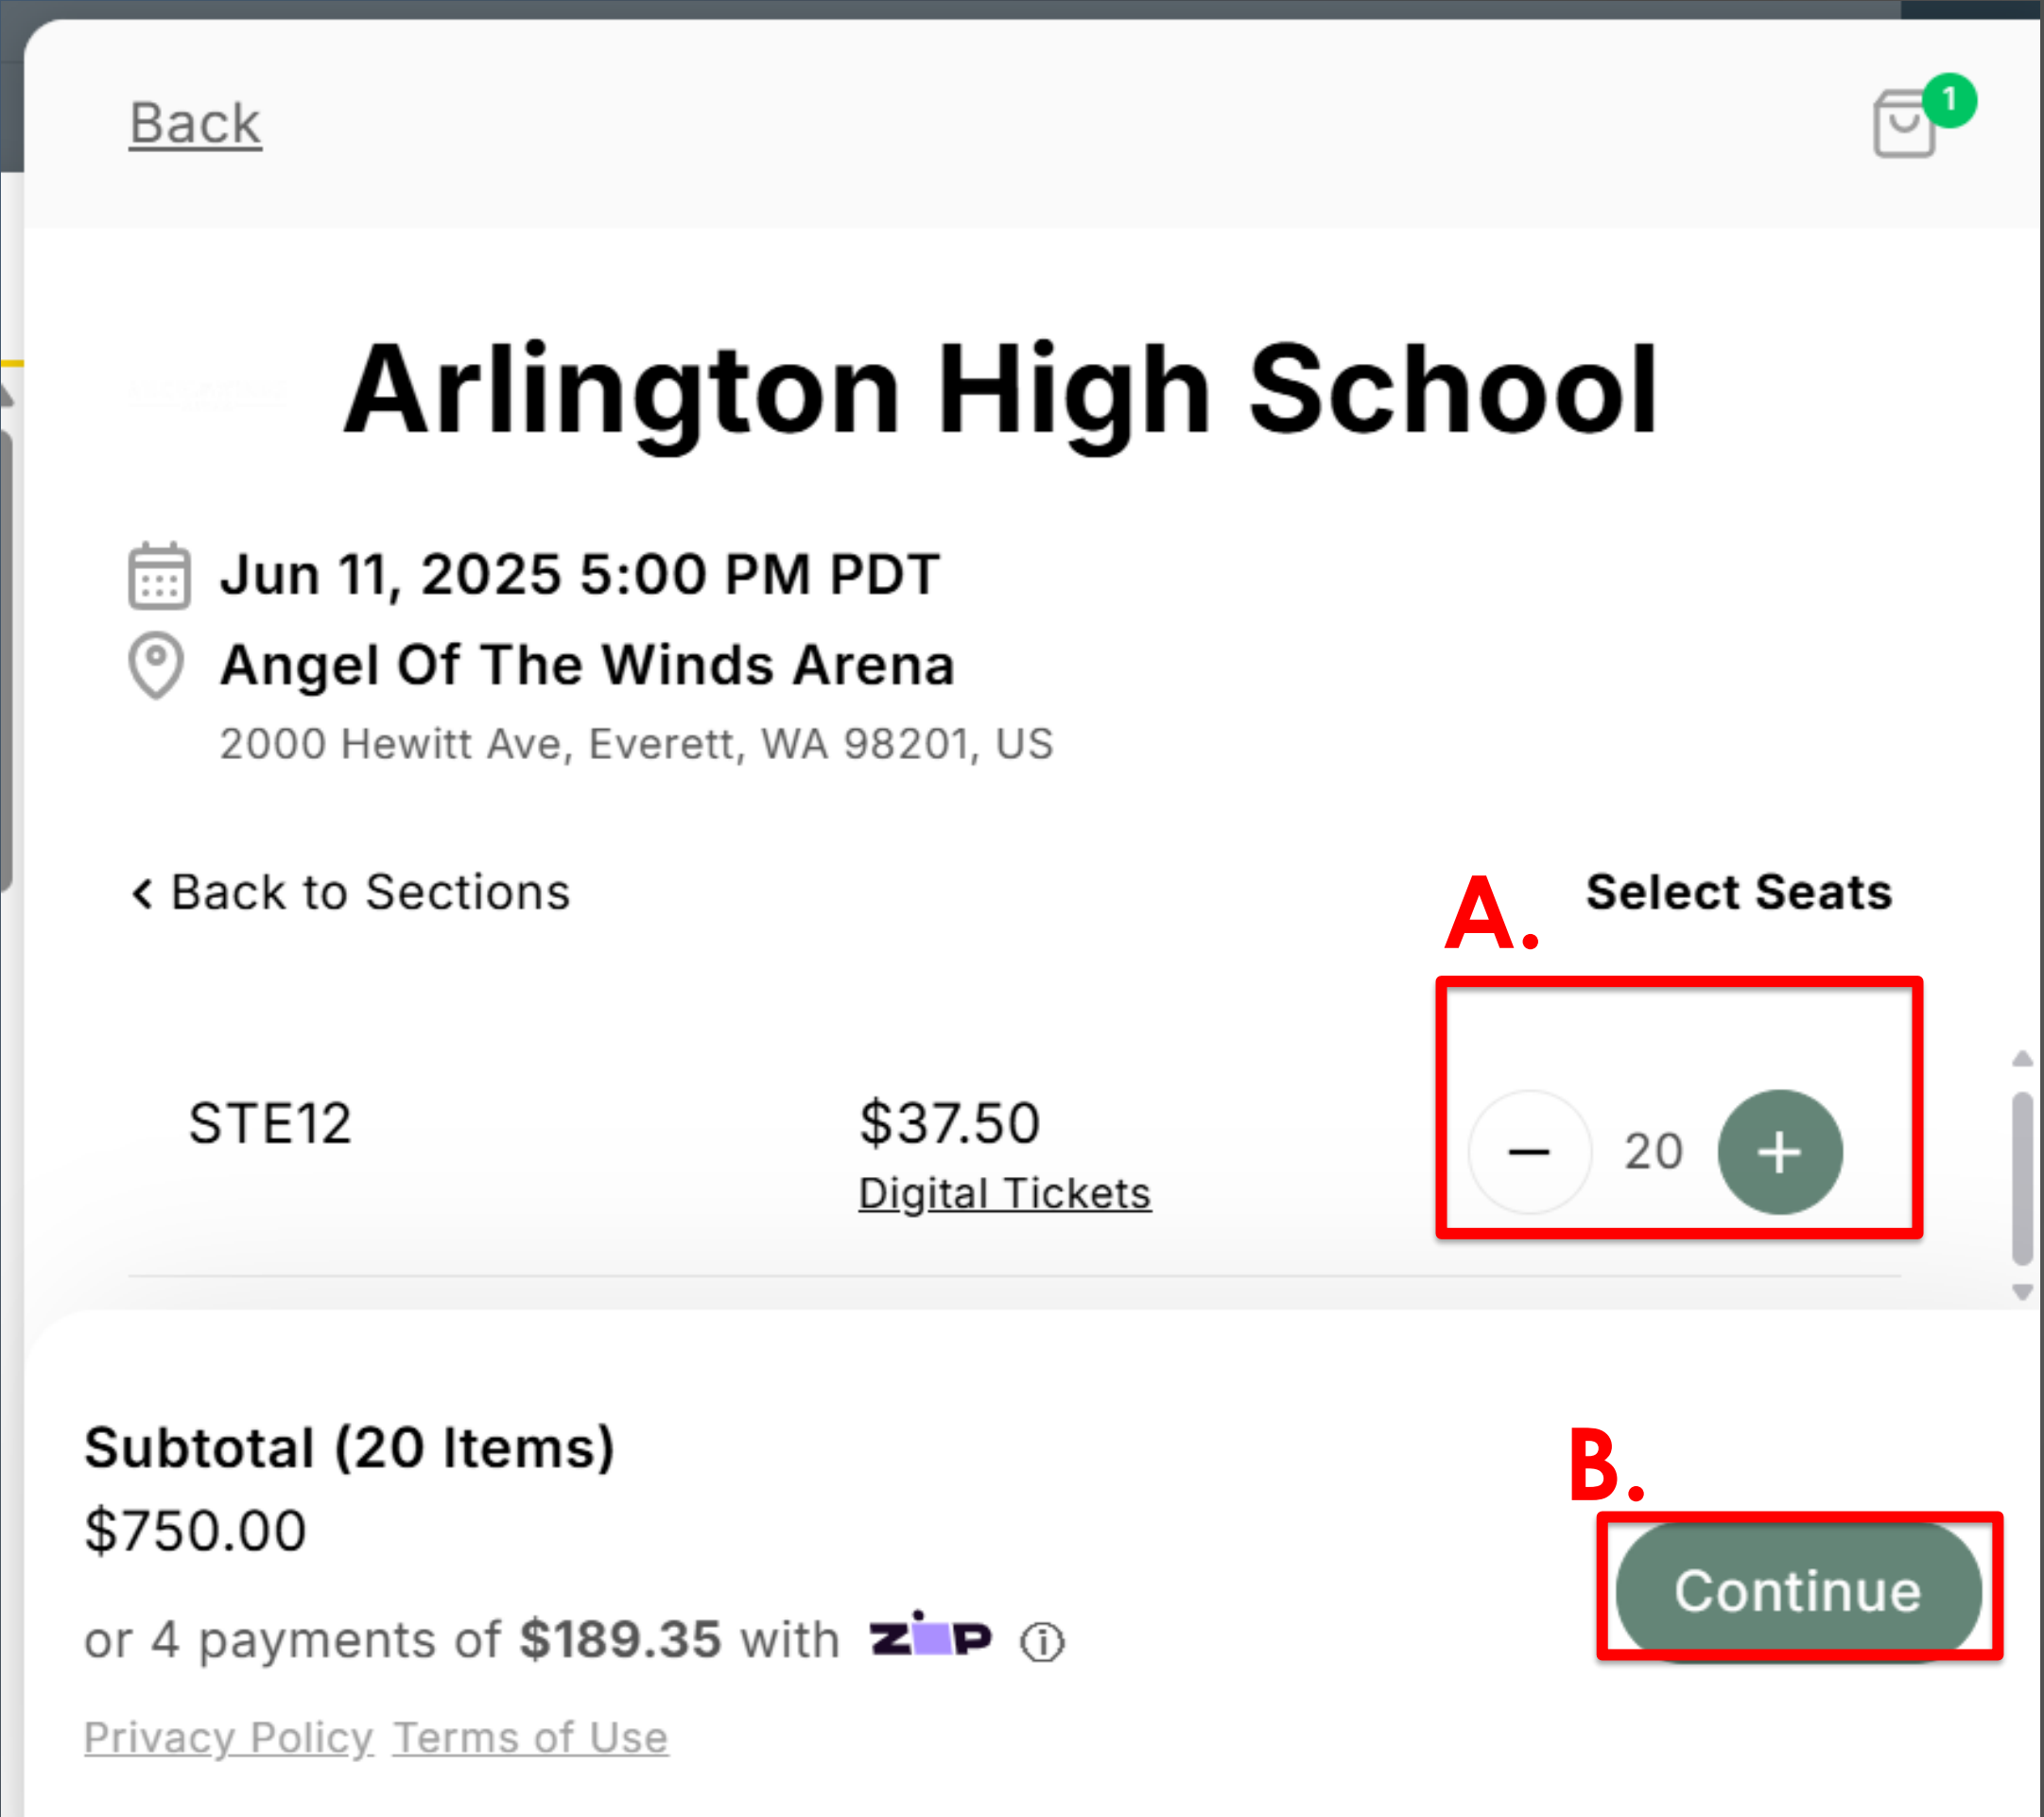 Back
1
Arlington High School
Jun 11, 2025 5:00 PM PDT
Angel Of The Winds Arena
2000 Hewitt Ave, Everett, WA 98201, US
Back to Sections
A.
Select Seats
STE12
$37.50
20
Digital Tickets
Subtotal (20 Items)
$750.00
B.
Continue
or 4 payments of $189.35 with zip
Privacy Policy Terms of Use